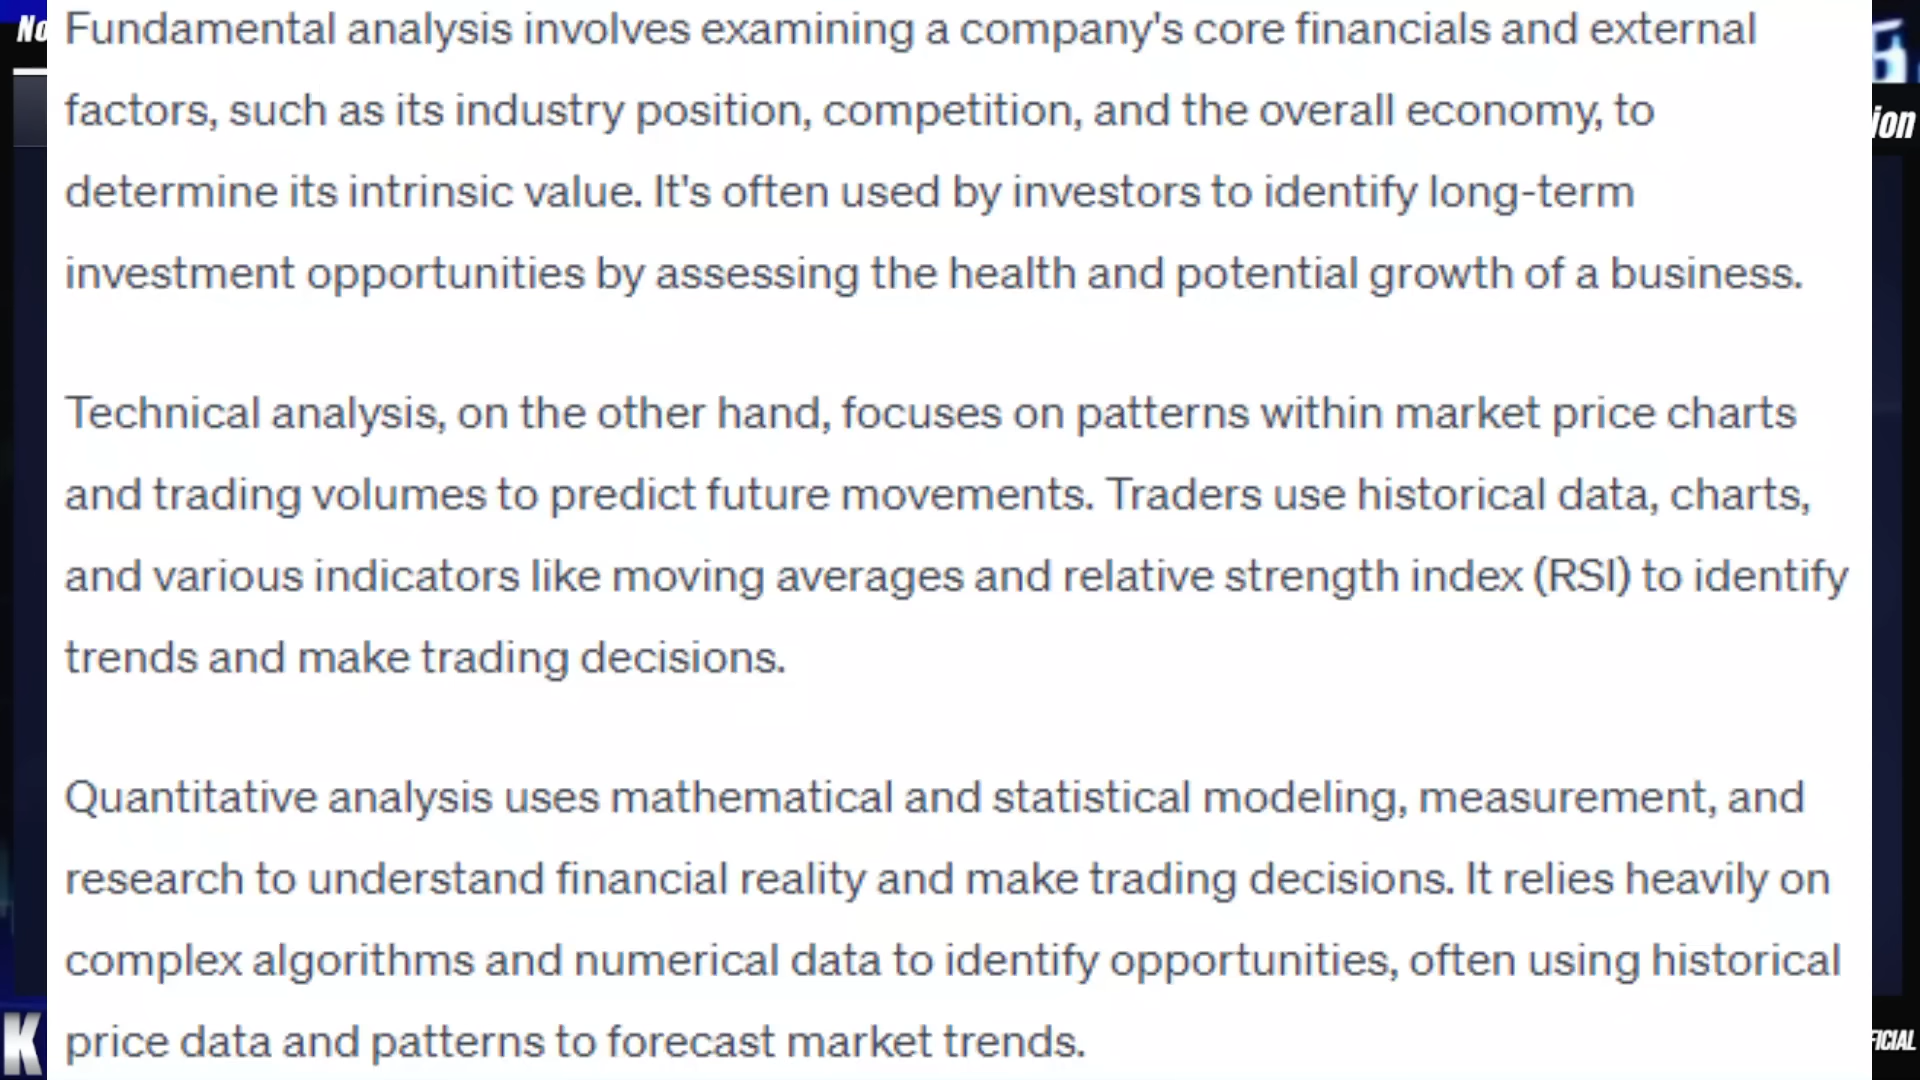 No
Fundamental analysis involves examining a company's core financials and external
factors, such as its industry position, competition, and the overall economy, to
ion
determine its intrinsic value. It's often used by investors to identify long-term
investment opportunities by assessing the health and potential growth of a business.
Technical analysis, on the other hand, focuses on patterns within market price charts
and trading volumes to predict future movements. Traders use historical data, charts,
and various indicators like moving averages and relative strength index (RSI) to identify
trends and make trading decisions.
Quantitative analysis uses mathematical and statistical modeling, measurement, and
research to understand financial reality and make trading decisions. It relies heavily on
complex algorithms and numerical data to identify opportunities, often using historical
price data and patterns to forecast market trends.
K
FICIAL